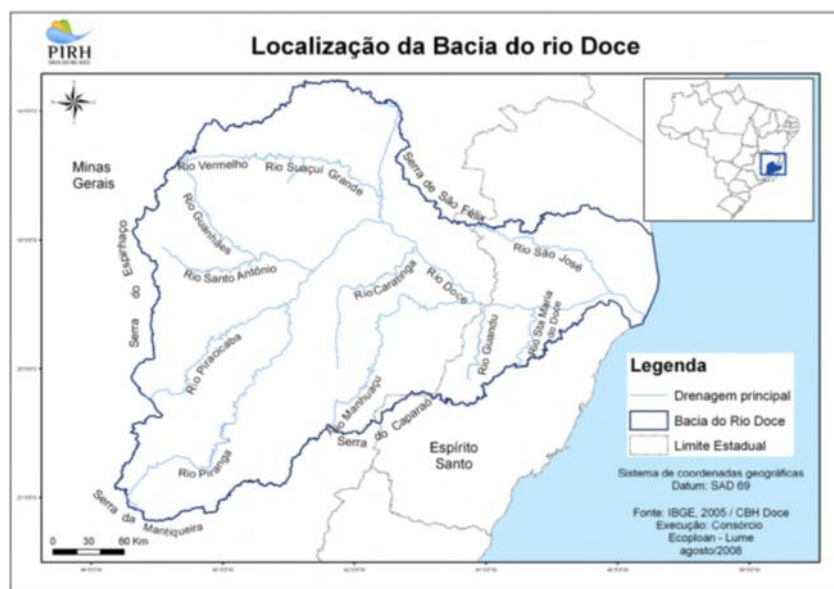 PIRH
Localização da Bacia do rio Doce
Minas
Gerais
Rio Vermelho
Rio Suaçuí Grande
Serra de São Félix
Rio Guanhães
Rio Santo Antônio
Serra do Espinhaço
Rio Caratinga
Rio Doce
Rio São José
Rio Piracicaba
Rio Guandu
Rio Sta Maria
do Doce
Rio Manhuaçu
Serra do Caparaó
Espírito
Santo
Rio Piranga
Serra da Mantiqueira
0 30 60 Km
Legenda
Drenagem principal
Bacia do Rio Doce
Limite Estadual
Sistema de coordenadas geográficas
Datum: SAD 69
Fonte: IBGE, 2005 / CBH Doce
Execução: Consórcio
Ecoploan - Lume
agosto/2008